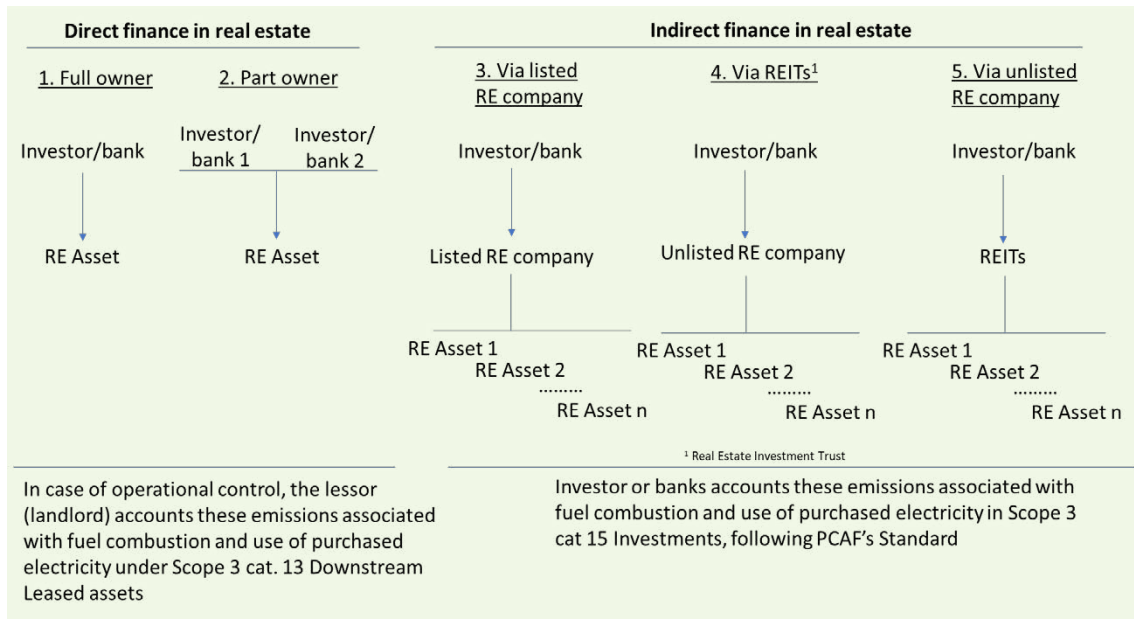 Direct finance in real estate
Indirect finance in real estate
1. Full owner
2. Part owner
3. Via listed
RE company
4. Via REITs¹
5. Via unlisted
RE company
Investor/bank
Investor/
bank 1
Investor/
bank 2
Investor/bank
Investor/bank
Investor/bank
RE Asset
RE Asset
Listed RE company
Unlisted RE company
REITs
RE Asset 1
RE Asset 2
.........
RE Asset n
RE Asset 1
RE Asset 2
.........
RE Asset n
RE Asset 1
RE Asset 2
.........
RE Asset n
¹ Real Estate Investment Trust
In case of operational control, the lessor
(landlord) accounts these emissions associated
with fuel combustion and use of purchased
electricity under Scope 3 cat. 13 Downstream
Leased assets
Investor or banks accounts these emissions associated with
fuel combustion and use of purchased electricity in Scope 3
cat 15 Investments, following PCAF’s Standard